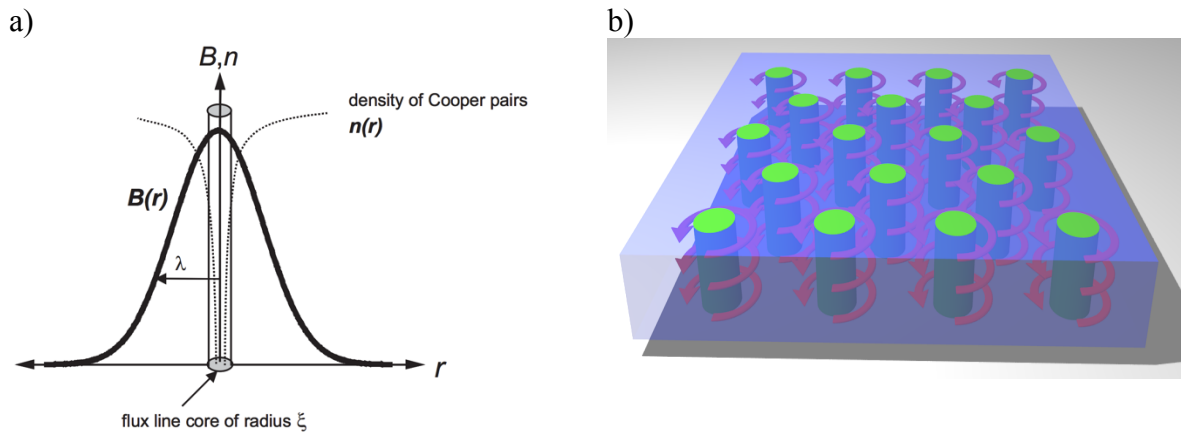 a)
b)
B,n
density of Cooper pairs
n(r)
B(r)
λ
r
flux line core of radius ξ